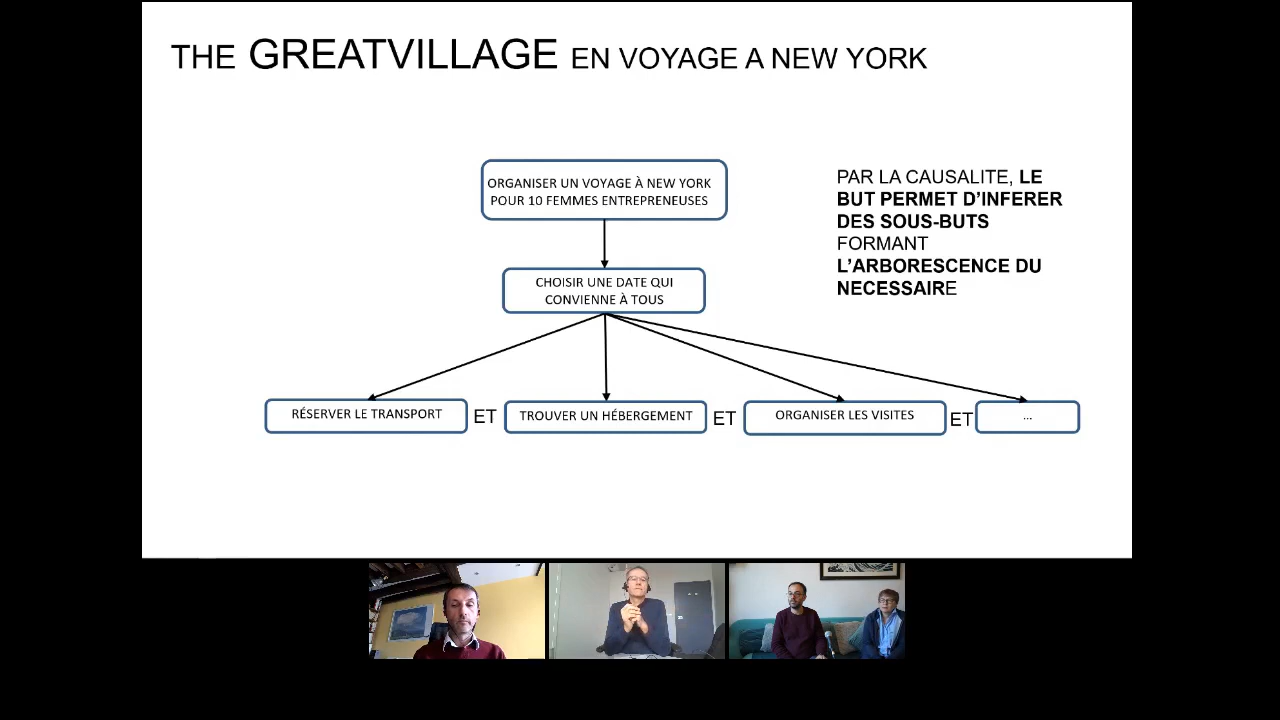 THE GREATVILLAGE EN VOYAGE A NEW YORK
ORGANISER UN VOYAGE À NEW YORK
POUR 10 FEMMES ENTREPRENEUSES
PAR LA CAUSALITE, LE
BUT PERMET D’INFERER
DES SOUS-BUTS
FORMANT
L’ARBORESCENCE DU
NECESSAIRE
CHOISIR UNE DATE QUI
CONVIENNE À TOUS
RÉSERVER LE TRANSPORT
ET
TROUVER UN HÉBERGEMENT
ET
ORGANISER LES VISITES
ET
...